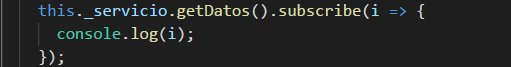 this._servicio.getDatos().subscribe(i => {
console.log(i);
});